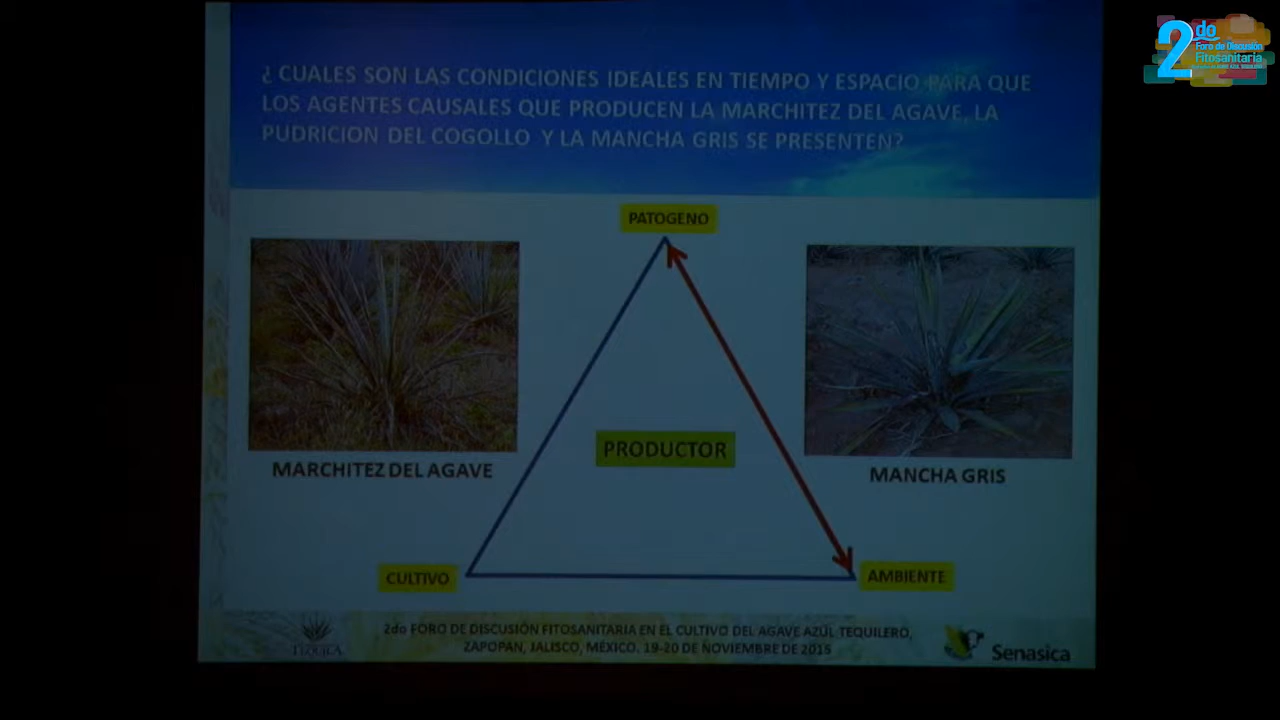 2do
Foro de Discusión
Fitosanitaria
¿ CUALES SON LAS CONDICIONES IDEALES EN TIEMPO Y ESPACIO PARA QUE
LOS AGENTES CAUSALES QUE PRODUCEN LA MARCHITEZ DEL AGAVE, LA
PUDRICION DEL COGOLLO Y LA MANCHA GRIS SE PRESENTEN?
PATOGENO
PRODUCTOR
MARCHITEZ DEL AGAVE
MANCHA GRIS
CULTIVO
AMBIENTE
2do FORO DE DISCUSIÓN FITOSANITARIA EN EL CULTIVO DEL AGAVE AZUL TEQUILERO,
ZAPOPAN, JALISCO, MÉXICO. 19-20 DE NOVIEMBRE DE 2015
TEQUILA
Senasica